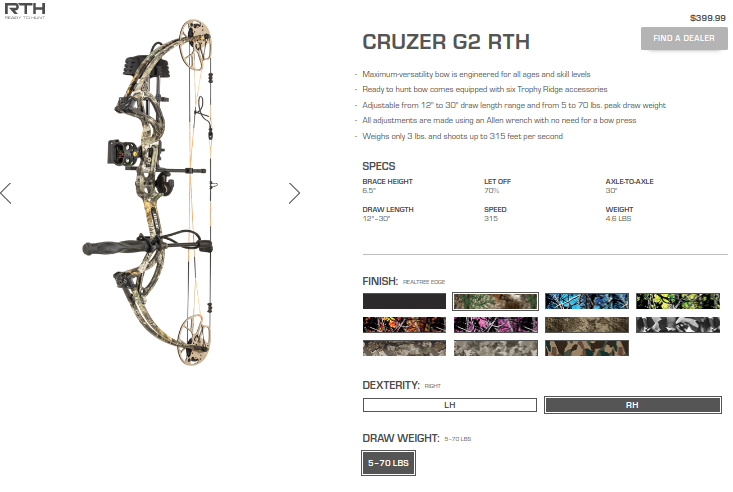 RTH
READY TO HUNT
$399.99
CRUZER G2 RTH
FIND A DEALER
- Maximum-versatility bow is engineered for all ages and skill levels
- Ready to hunt bow comes equipped with six Trophy Ridge accessories
- Adjustable from 12" to 30" draw length range and from 5 to 70 lbs. peak draw weight
- All adjustments are made using an Allen wrench with no need for a bow press
- Weighs only 3 lbs. and shoots up to 315 feet per second
SPECS
BRACE HEIGHT LET OFF AXLE-TO-AXLE
6.5" 70% 30"
DRAW LENGTH SPEED WEIGHT
12"-30" 315 4.6 LBS
FINISH: REALTREE EDGE
DEXTERITY: RIGHT
LH RH
DRAW WEIGHT: 5-70 LBS
5-70 LBS